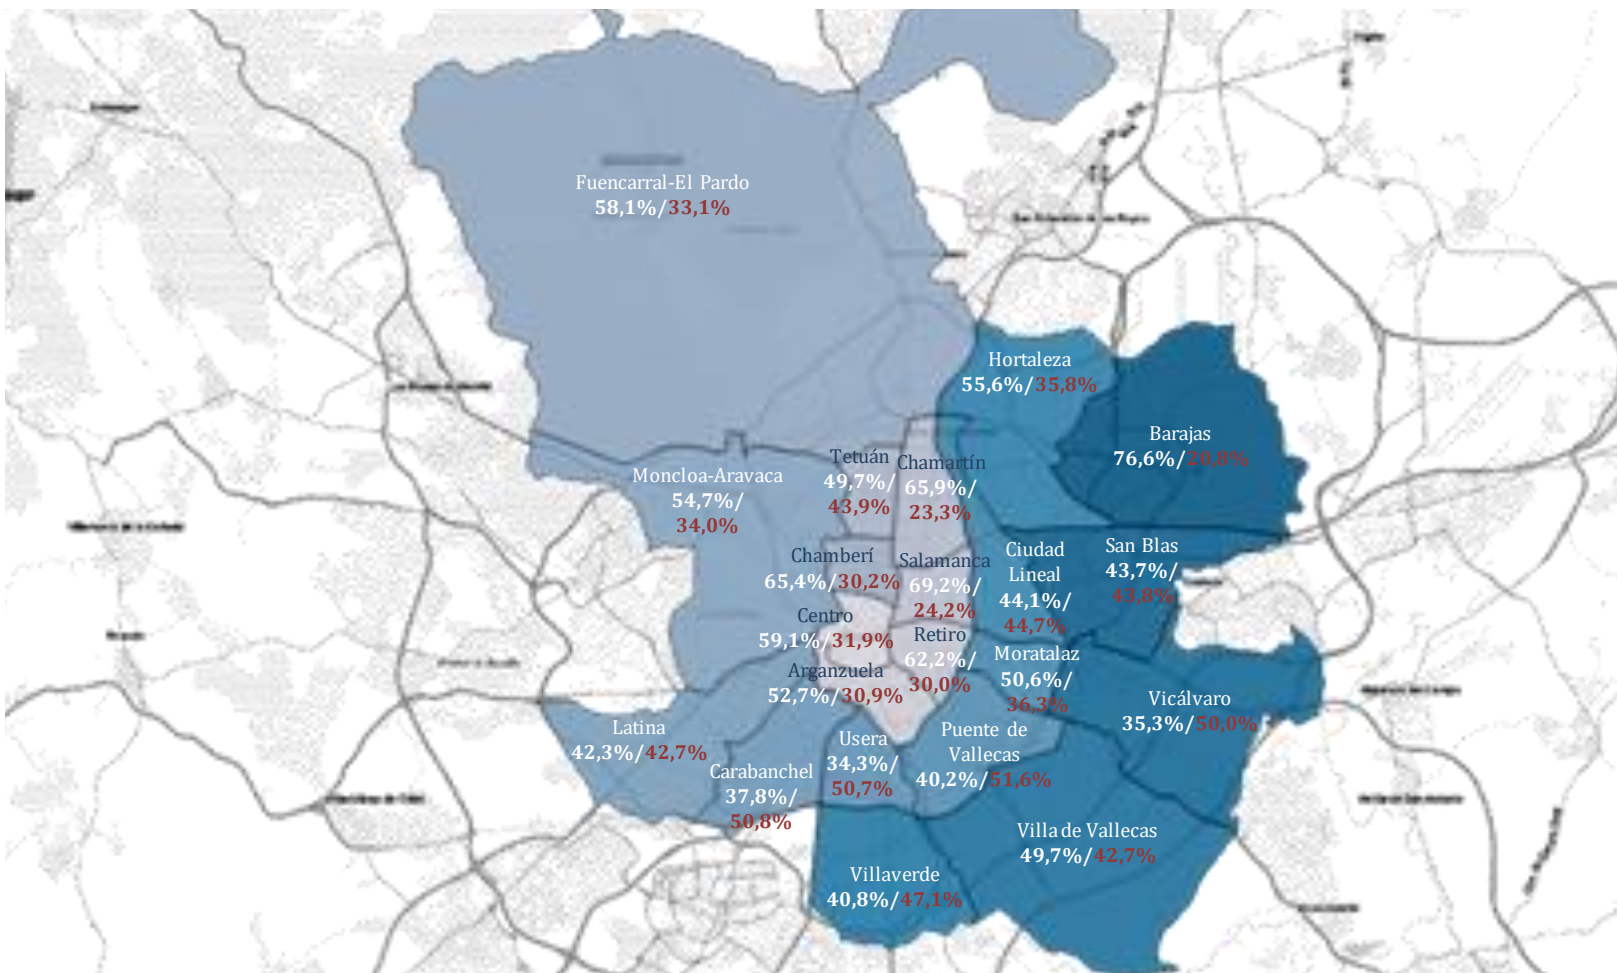 Fuencarral-El Pardo
58,1%/33,1%
Hortaleza
55,6%/35,8%
Barajas
76,6%/20,8%
Moncloa-Aravaca
54,7%/
34,0%
Tetuán
49,7%/
43,9%
Chamartín
65,9%/
23,3%
Chamberí
65,4%/30,2%
Salamanca
69,2%/
24,2%
Ciudad
Lineal
44,1%/
44,7%
San Blas
43,7%/
43,8%
Centro
59,1%/31,9%
Retiro
62,2%/
30,0%
Moratalaz
50,6%/
36,3%
Arganzuela
52,7%/30,9%
Vicálvaro
35,3%/50,0%
Latina
42,3%/42,7%
Carabanchel
37,8%/
50,8%
Usera
34,3%/
50,7%
Puente de
Vallecas
40,2%/51,6%
Villa de Vallecas
49,7%/42,7%
Villaverde
40,8%/47,1%